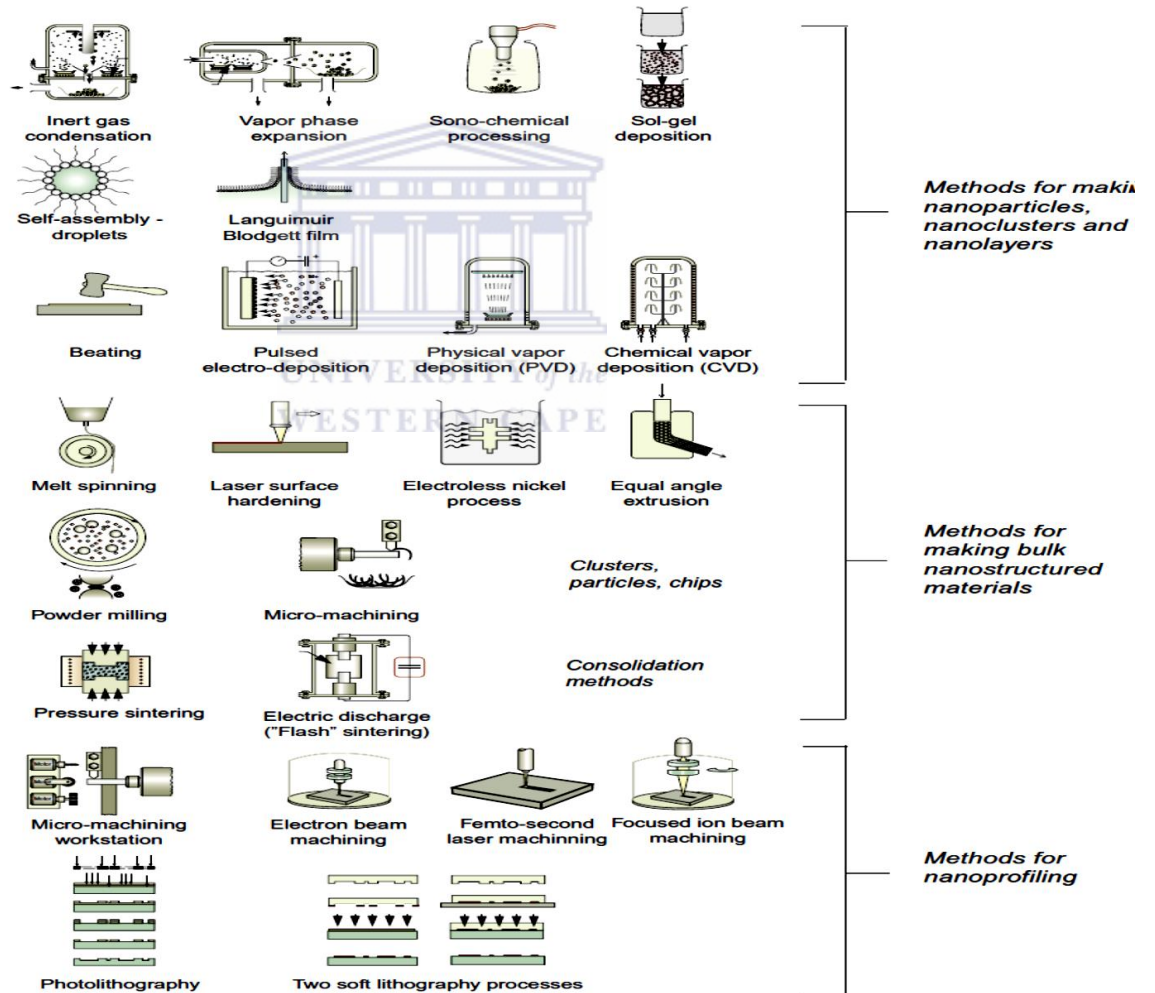 Inert gas
condensation
Vapor phase
expansion
Sono-chemical
processing
Sol-gel
deposition
Self-assembly -
droplets
Languimuir
Blodgett film
Methods for maki
nanoparticles,
nanoclusters and
nanolayers
Beating
Pulsed
electro-deposition
Physical vapor
deposition (PVD)
Chemical vapor
deposition (CVD)
UNIVERSITY of the
WESTERN CAPE
Melt spinning
Laser surface
hardening
Electroless nickel
process
Equal angle
extrusion
Powder milling
Micro-machining
Clusters,
particles, chips
Methods for
making bulk
nanostructured
materials
Pressure sintering
Electric discharge
("Flash" sintering)
Consolidation
methods
Micro-machining
workstation
Electron beam
machining
Femto-second
laser machinning
Focused ion beam
machining
Methods for
nanoprofiling
Photolithography
Two soft lithography processes